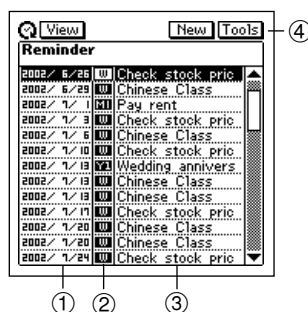 View New Tools ④
Reminder
2002/ 6/26 W Check stock pric
2002/ 6/29 W Chinese Class
2002/ 7/ 1 M1 Pay rent
2002/ 7/ 3 W Check stock pric
2002/ 7/ 6 W Chinese Class
2002/ 7/10 W Check stock pric
2002/ 7/13 Y1 Wedding annivers
2002/ 7/13 W Chinese Class
2002/ 7/13 W Chinese Class
2002/ 7/17 W Check stock pric
2002/ 7/20 W Chinese Class
2002/ 7/20 W Chinese Class
2002/ 7/24 W Check stock pric
① ② ③